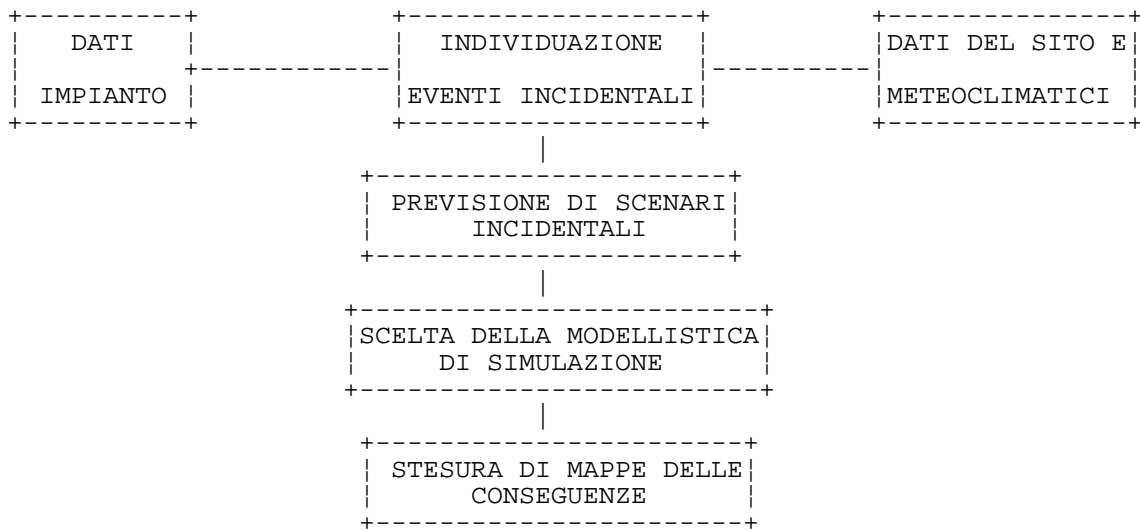 DATI
IMPIANTO
INDIVIDUAZIONE
EVENTI INCIDENTALI
DATI DEL SITO E
METEOCLIMATICI
PREVISIONE DI SCENARI
INCIDENTALI
SCELTA DELLA MODELLISTICA
DI SIMULAZIONE
STESURA DI MAPPE DELLE
CONSEGUENZE